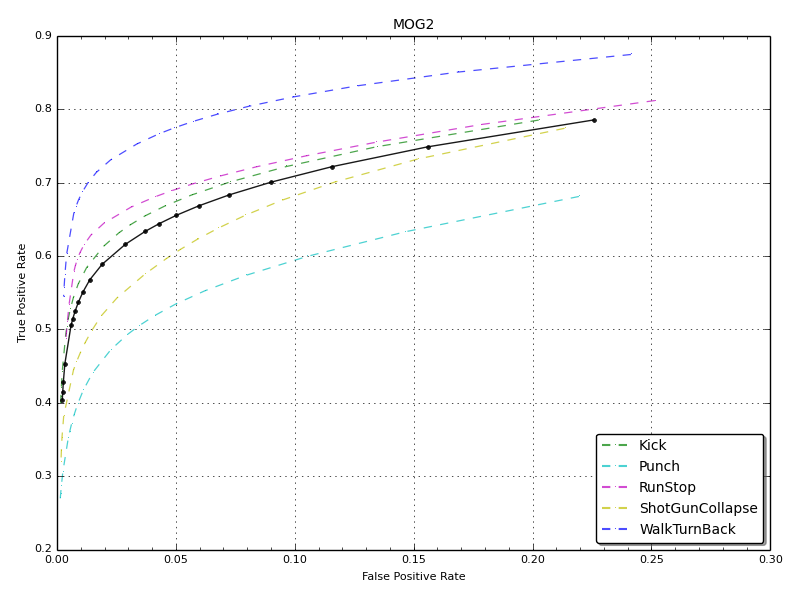 MOG2
True Positive Rate
0.9
0.8
0.7
0.6
0.5
0.4
0.3
0.2
0.00 0.05 0.10 0.15 0.20 0.25 0.30
False Positive Rate
Kick
Punch
RunStop
ShotGunCollapse
WalkTurnBack